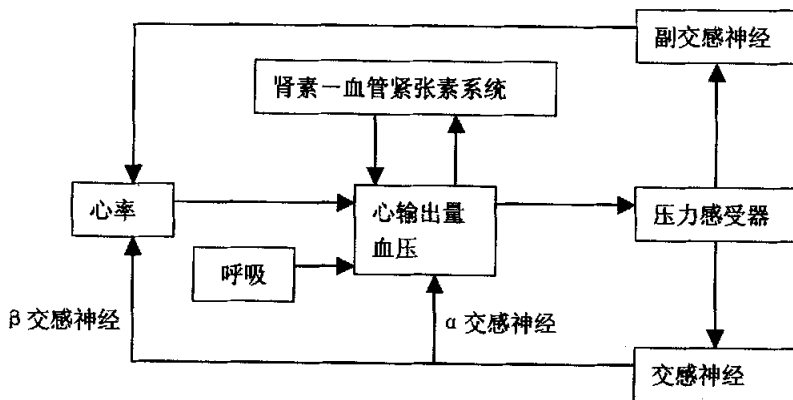 副交感神经
肾素－血管紧张素系统
心率
心输出量
血压
压力感受器
呼吸
β交感神经
α交感神经
交感神经